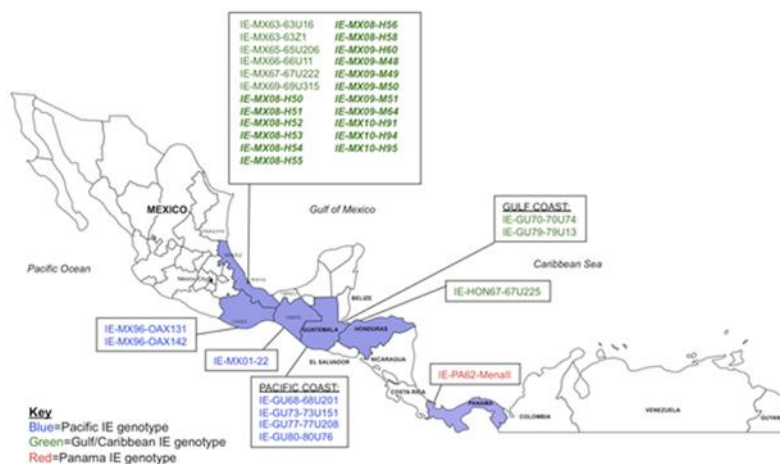 IE-MX63-63U16
IE-MX63-63Z1
IE-MX65-65U206
IE-MX66-66U11
IE-MX67-67U222
IE-MX69-69U315
IE-MX08-H50
IE-MX08-H51
IE-MX08-H52
IE-MX08-H53
IE-MX08-H54
IE-MX08-H55
IE-MX08-H56
IE-MX08-H58
IE-MX09-H60
IE-MX09-M48
IE-MX09-M49
IE-MX09-M50
IE-MX09-M51
IE-MX09-M64
IE-MX10-H91
IE-MX10-H94
IE-MX10-H95
MEXICO
Gulf of Mexico
GULF COAST:
IE-GU70-70U74
IE-GU79-79U13
Pacific Ocean
Mexico City
Caribbean Sea
BELIZE
IE-HON67-67U225
IE-MX96-OAX131
IE-MX96-OAX142
GUATEMALA
HONDURAS
IE-MX01-22
EL SALVADOR
NICARAGUA
PACIFIC COAST:
IE-GU68-68U201
IE-GU73-73U151
IE-GU77-77U208
IE-GU80-80U76
IE-PA62-MenaII
COSTA RICA
PANAMA
COLOMBIA
VENEZUELA
GUYAN
Key
Blue=Pacific IE genotype
Green=Gulf/Caribbean IE genotype
Red=Panama IE genotype